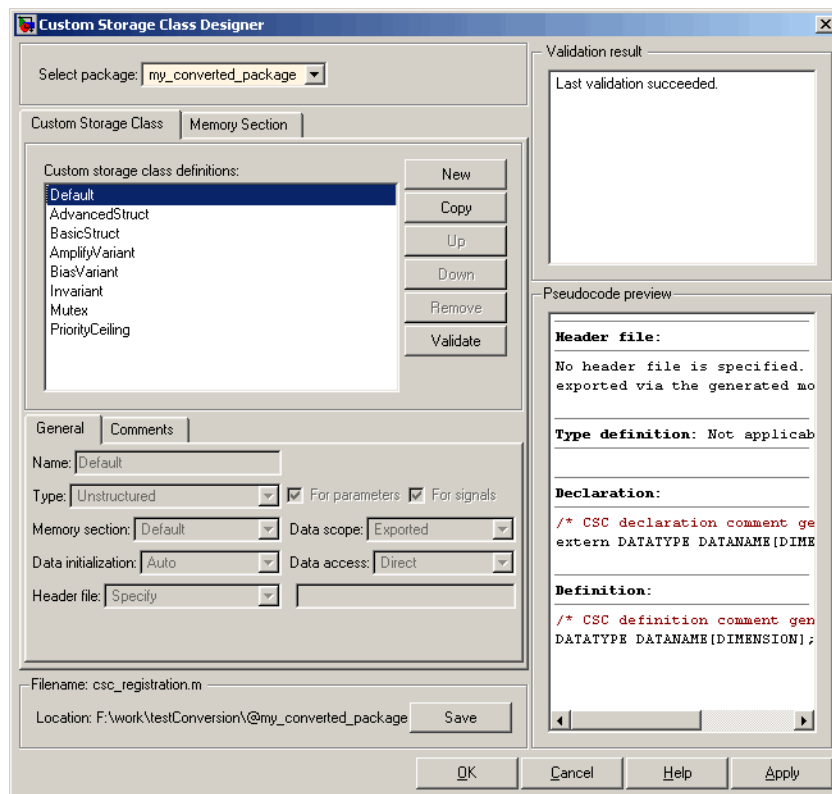 Custom Storage Class Designer
Select package: my_converted_package
Custom Storage Class
Memory Section
Custom storage class definitions:
Default
AdvancedStruct
BasicStruct
AmplifyVariant
BiasVariant
Invariant
Mutex
PriorityCeiling
New
Copy
Up
Down
Remove
Validate
General
Comments
Name: Default
Type: Unstructured
For parameters
For signals
Memory section: Default
Data scope: Exported
Data initialization: Auto
Data access: Direct
Header file: Specify
Filename: csc_registration.m
Location: F:\work\testConversion\@my_converted_package
Save
Validation result
Last validation succeeded.
Pseudocode preview
Header file:
No header file is specified.
exported via the generated mo
Type definition: Not applicab
Declaration:
/* CSC declaration comment ge
extern DATATYPE DATANAME[DIME
Definition:
/* CSC definition comment gen
DATATYPE DATANAME[DIMENSION];
OK
Cancel
Help
Apply